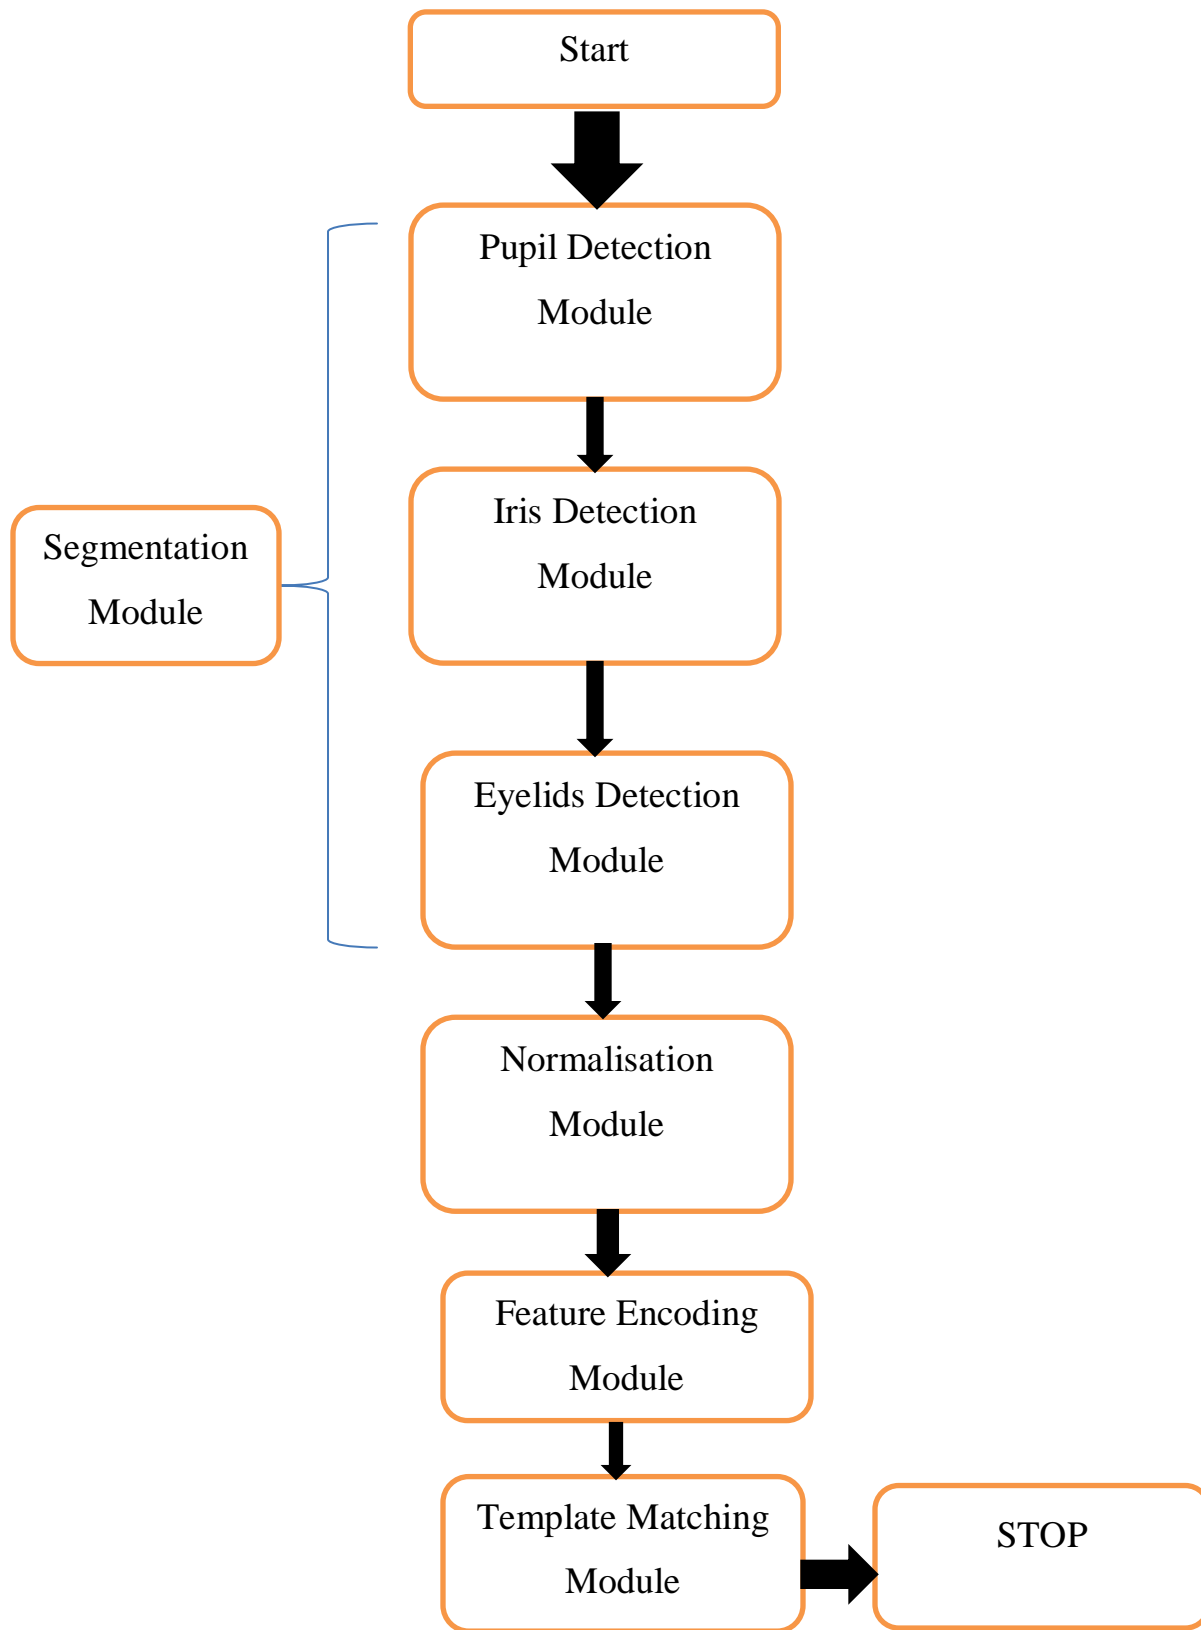 Start
Pupil Detection
Module
Iris Detection
Module
Segmentation
Module
Eyelids Detection
Module
Normalisation
Module
Feature Encoding
Module
Template Matching
Module
STOP